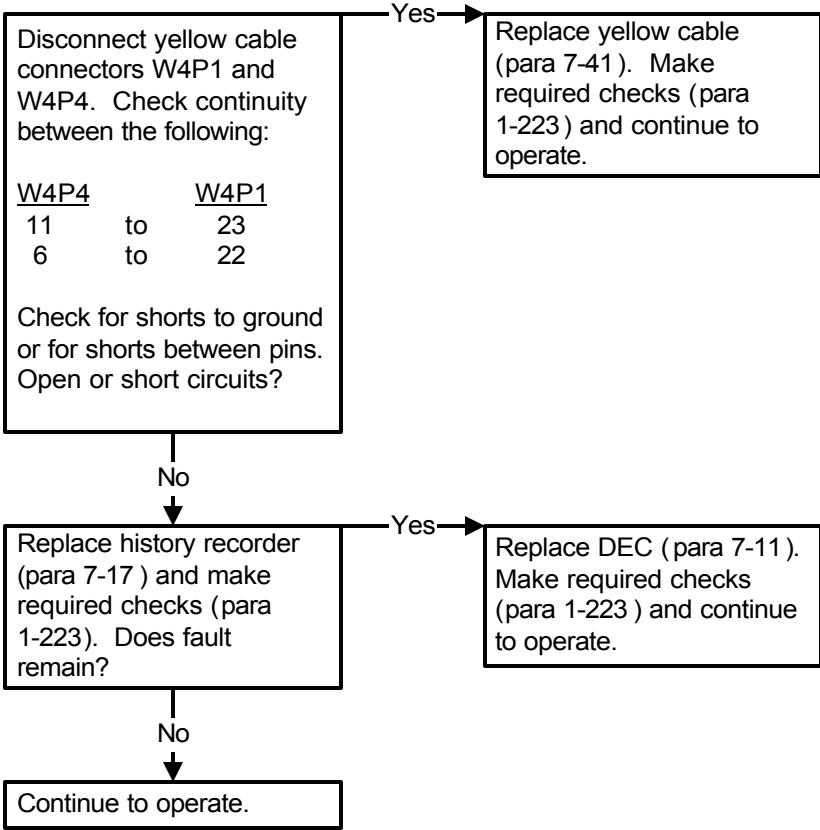 Disconnect yellow cable
connectors W4P1 and
W4P4. Check continuity
between the following:
W4P4 W4P1
11 to 23
6 to 22
Check for shorts to ground
or for shorts between pins.
Open or short circuits?
Yes
Replace yellow cable
(para 7-41). Make
required checks (para
1-223) and continue to
operate.
No
Replace history recorder
(para 7-17 ) and make
required checks (para
1-223). Does fault
remain?
Yes
Replace DEC (para 7-11).
Make required checks
(para 1-223 ) and continue
to operate.
No
Continue to operate.